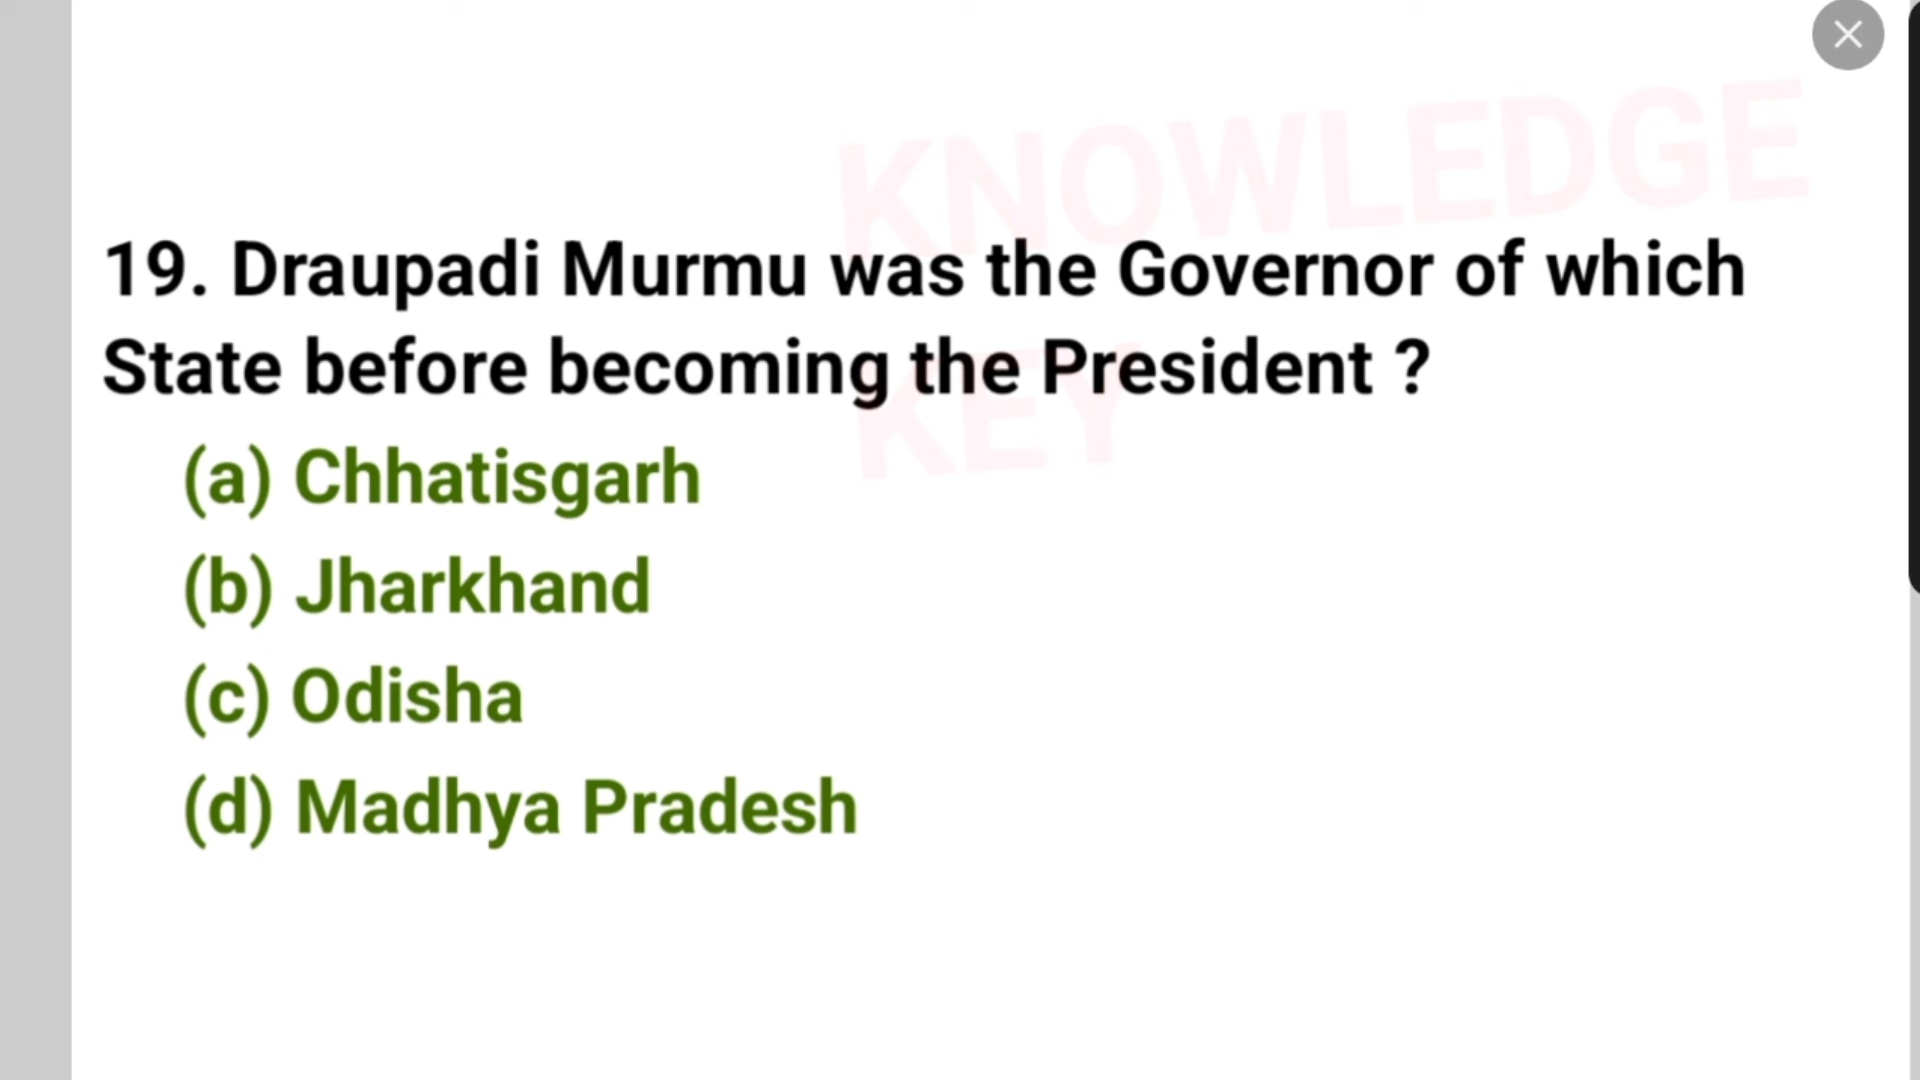 KNOWLEDGE
19. Draupadi Murmu was the Governor of which
State before becoming the President ?
KEY
(a) Chhatisgarh
(b) Jharkhand
(c) Odisha
(d) Madhya Pradesh